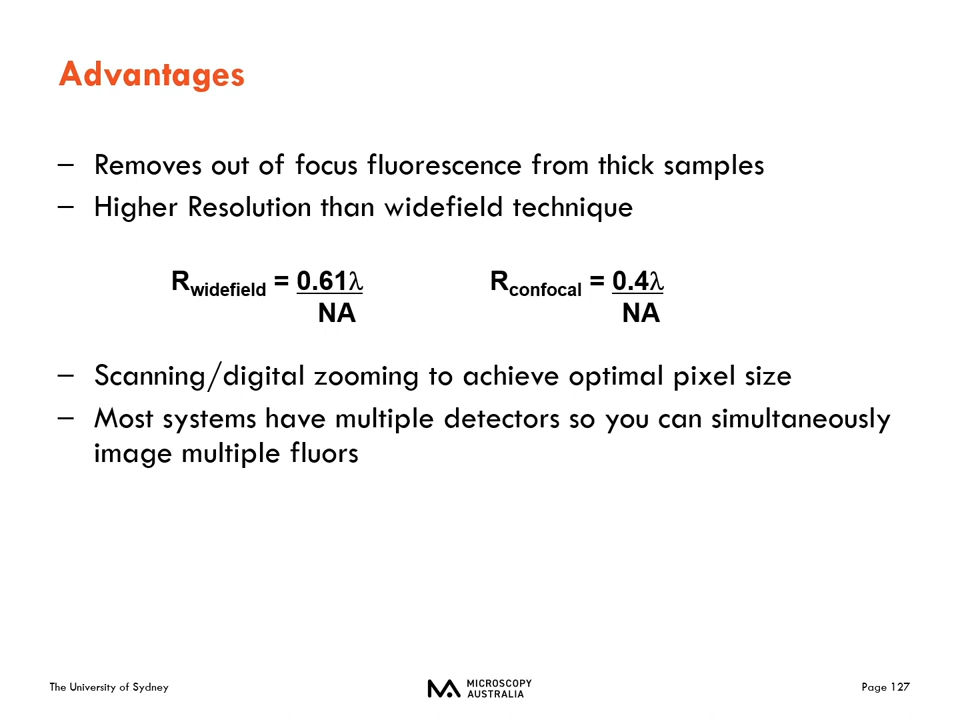 Advantages
– Removes out of focus fluorescence from thick samples
– Higher Resolution than widefield technique
Rwidefield = 0.61λ
NA
Rconfocal = 0.4λ
NA
– Scanning/digital zooming to achieve optimal pixel size
– Most systems have multiple detectors so you can simultaneously
image multiple fluors
The University of Sydney
MICROSCOPY
AUSTRALIA
Page 127